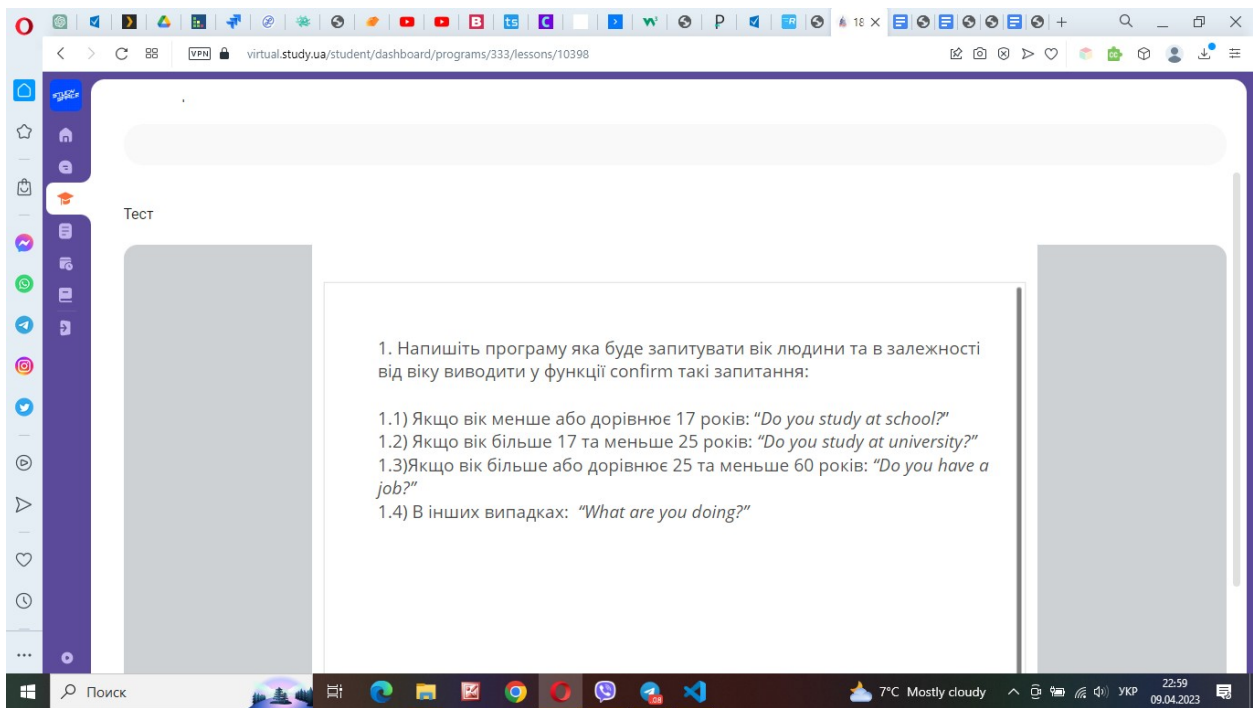 18
VPN
virtual.study.ua/student/dashboard/programs/333/lessons/10398
Тест
1. Напишіть програму яка буде запитувати вік людини та в залежності
від віку виводити у функції confirm такі запитання:
1.1) Якщо вік менше або дорівнює 17 років: “Do you study at school?”
1.2) Якщо вік більше 17 та меньше 25 років: “Do you study at university?”
1.3)Якщо вік більше або дорівнює 25 та меньше 60 років: “Do you have a
job?”
1.4) В інших випадках: “What are you doing?”
Поиск
7°C Mostly cloudy
УКР
22:59
09.04.2023